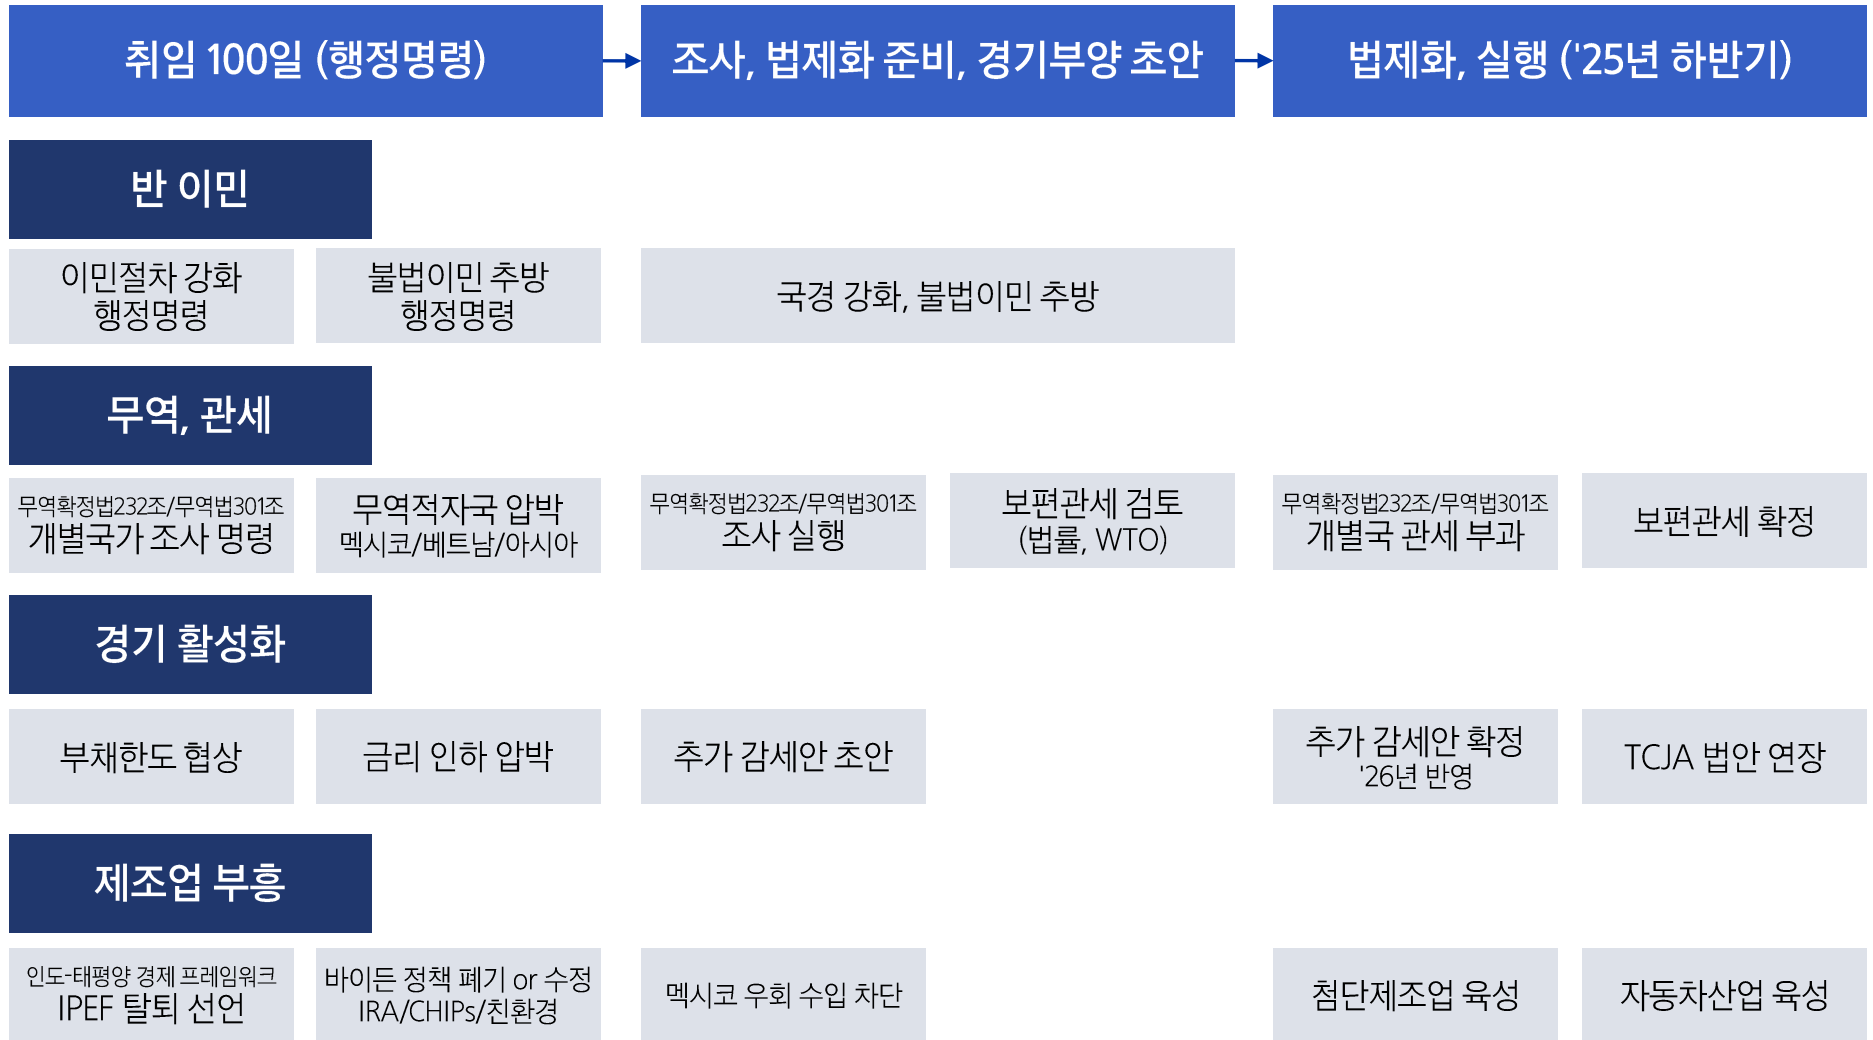 취임 100일 (행정명령)
조사, 법제화 준비, 경기부양 초안
법제화, 실행 ('25년 하반기)
반 이민
이민절차 강화
행정명령
불법이민 추방
행정명령
국경 강화, 불법이민 추방
무역, 관세
무역확정법232조/무역법301조
개별국가 조사 명령
무역적자국 압박
멕시코/베트남/아시아
무역확정법232조/무역법301조
조사 실행
보편관세 검토
(법률, WTO)
무역확정법232조/무역법301조
개별국 관세 부과
보편관세 확정
경기 활성화
부채한도 협상
금리 인하 압박
추가 감세안 초안
추가 감세안 확정
'26년 반영
TCJA 법안 연장
제조업 부흥
인도-태평양 경제 프레임워크
IPEF 탈퇴 선언
바이든 정책 폐기 or 수정
IRA/CHIPs/친환경
멕시코 우회 수입 차단
첨단제조업 육성
자동차산업 육성